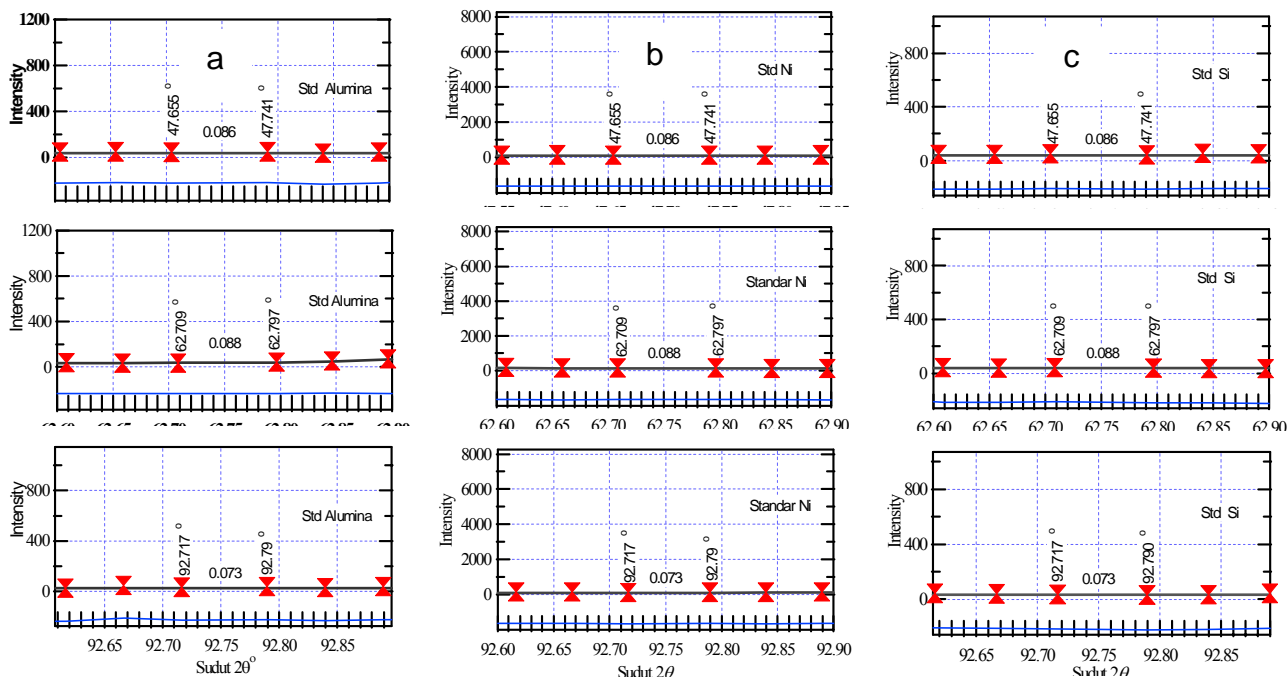 1200
800
400
0
Intensity
a
Std Alumina
47.655 °
0.086
47.741 °
8000
6000
4000
2000
0
Intensity
b
Std Ni
47.655 °
0.086
47.741 °
800
400
0
Intensity
c
Std Si
47.655
0.086
47.741 °
1200
800
400
0
Intensity
Std Alumina
62.709 °
0.088
62.797 °
8000
6000
4000
2000
0
Intensity
Standar Ni
62.709 °
0.088
62.797 °
62.60 62.65 62.70 62.75 62.80 62.85 62.90
800
400
0
Intensity
Std Si
62.709 °
0.088
62.797 °
62.60 62.65 62.70 62.75 62.80 62.85 62.90
800
400
0
Intensity
Std Alumina
92.717 °
0.073
92.79 °
92.65 92.70 92.75 92.80 92.85
Sudut 2θ°
8000
6000
4000
2000
0
Intensity
Standar Ni
92.717 °
0.073
92.79 °
92.60 92.65 92.70 92.75 92.80 92.85 92.90
Sudut 2θ
800
400
0
Intensity
Std Si
92.717 °
0.073
92.790 °
92.65 92.70 92.75 92.80 92.85
Sudut 2θ